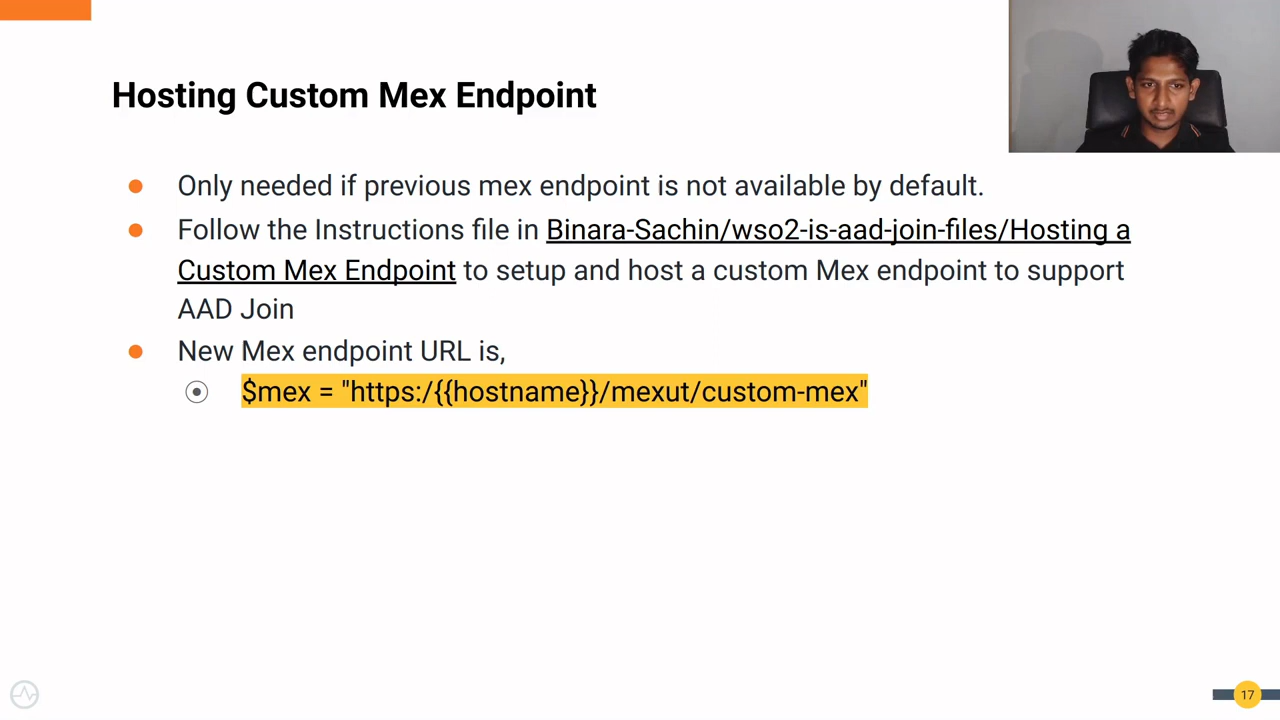 Hosting Custom Mex Endpoint
Only needed if previous mex endpoint is not available by default.
Follow the Instructions file in Binara-Sachin/wso2-is-aad-join-files/Hosting a
Custom Mex Endpoint to setup and host a custom Mex endpoint to support
AAD Join
New Mex endpoint URL is,
$mex = "https:/{{hostname}}/mexut/custom-mex"
17